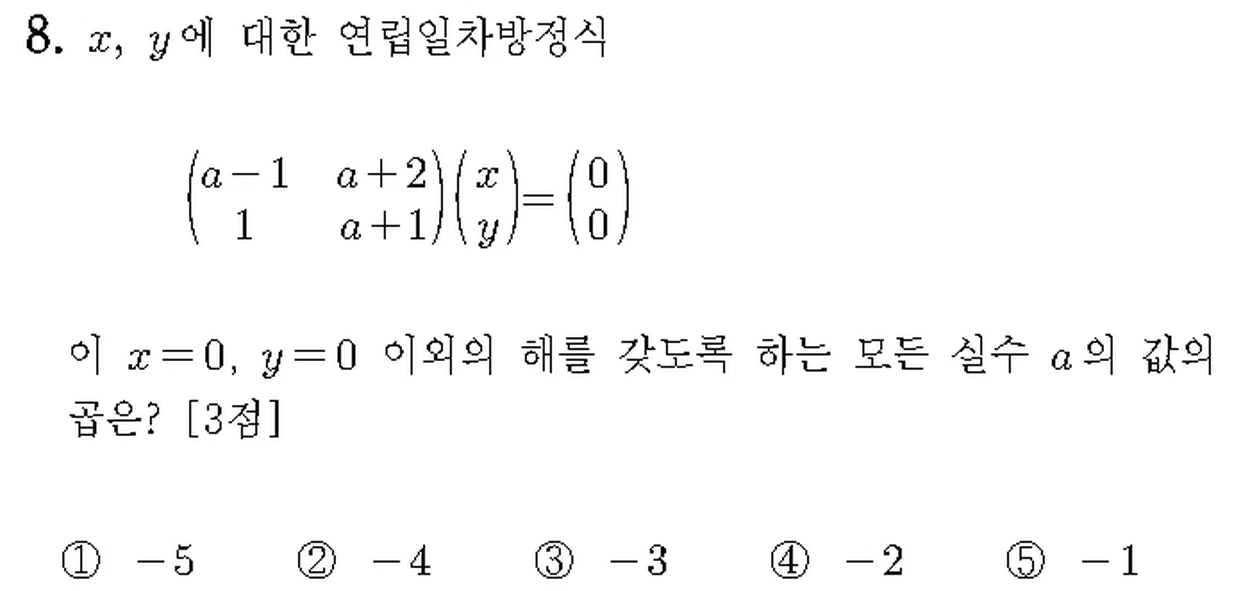 8. x, y에 대한 연립일차방정식
(a-1 a+2)(x)=(0)
(1 a+1)(y) (0)
이 x=0, y=0 이외의 해를 갖도록 하는 모든 실수 a의 값의
곱은? [3점]
① -5 ② -4 ③ -3 ④ -2 ⑤ -1